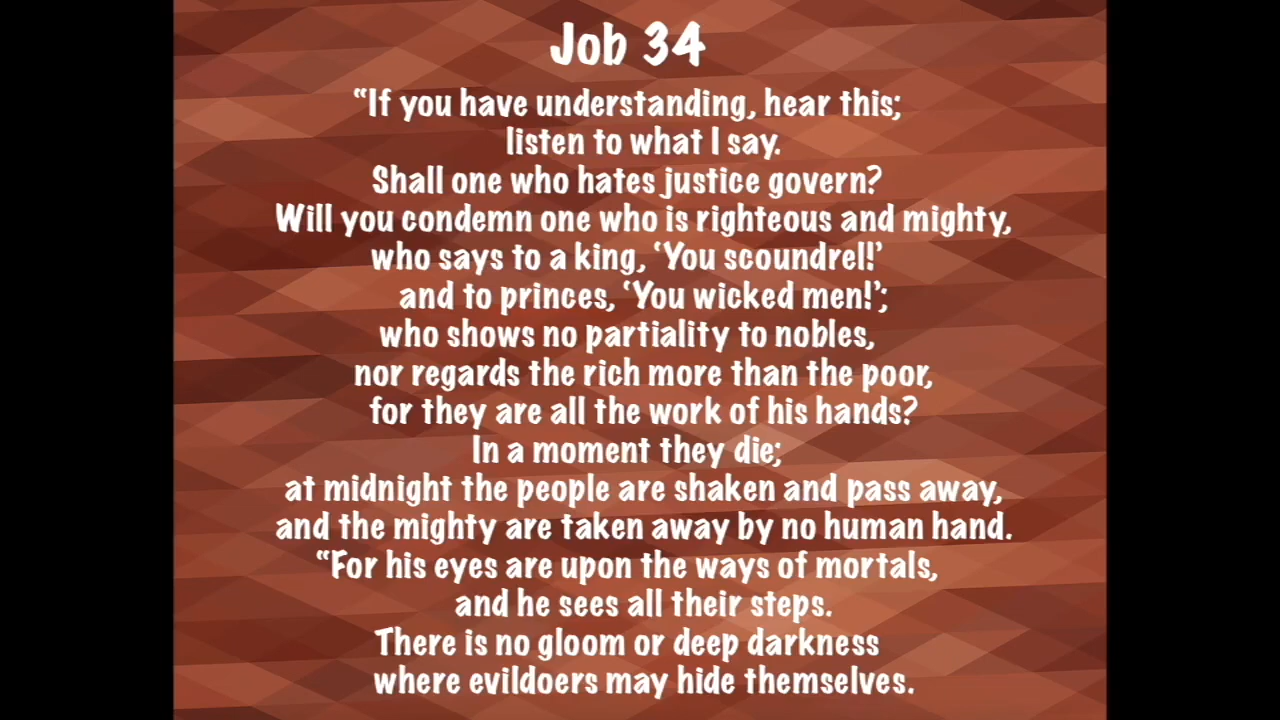 Job 34
“If you have understanding, hear this;
listen to what I say.
Shall one who hates justice govern?
Will you condemn one who is righteous and mighty,
who says to a king, ‘You scoundrel!’
and to princes, ‘You wicked men!’;
who shows no partiality to nobles,
nor regards the rich more than the poor,
for they are all the work of his hands?
In a moment they die;
at midnight the people are shaken and pass away,
and the mighty are taken away by no human hand.
“For his eyes are upon the ways of mortals,
and he sees all their steps.
There is no gloom or deep darkness
where evildoers may hide themselves.